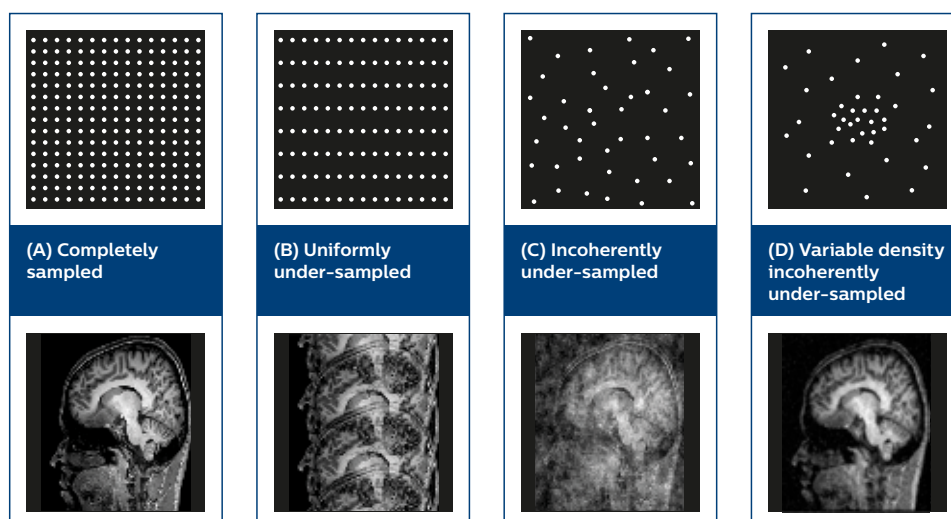 (A) Completely
sampled
(B) Uniformly
under-sampled
(C) Incoherently
under-sampled
(D) Variable density
incoherently
under-sampled